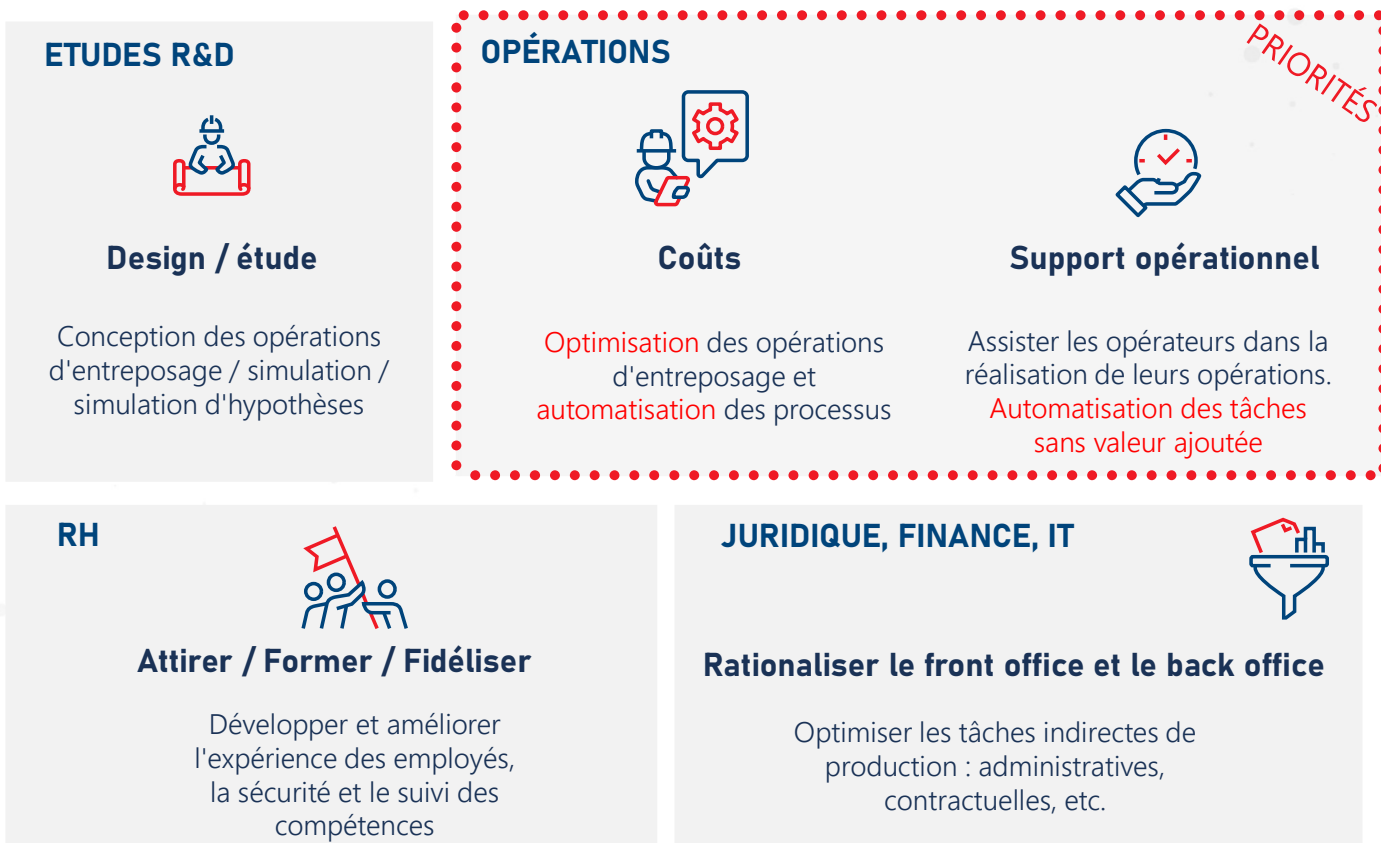 ETUDES R&D
Design / étude
Conception des opérations
d'entreposage / simulation /
simulation d'hypothèses
OPÉRATIONS
PRIORITÉS
Coûts
Optimisation des opérations
d'entreposage et
automatisation des processus
Support opérationnel
Assister les opérateurs dans la
réalisation de leurs opérations.
Automatisation des tâches
sans valeur ajoutée
RH
Attirer / Former / Fidéliser
Développer et améliorer
l'expérience des employés,
la sécurité et le suivi des
compétences
JURIDIQUE, FINANCE, IT
Rationaliser le front office et le back office
Optimiser les tâches indirectes de
production : administratives,
contractuelles, etc.